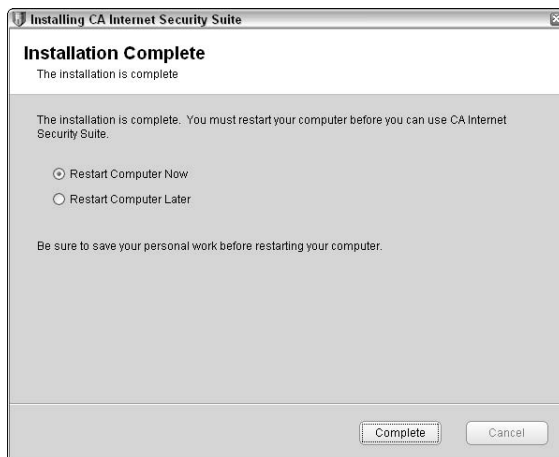 Installing CA Internet Security Suite
Installation Complete
The installation is complete
The installation is complete. You must restart your computer before you can use CA Internet
Security Suite.
Restart Computer Now
Restart Computer Later
Be sure to save your personal work before restarting your computer.
Complete
Cancel